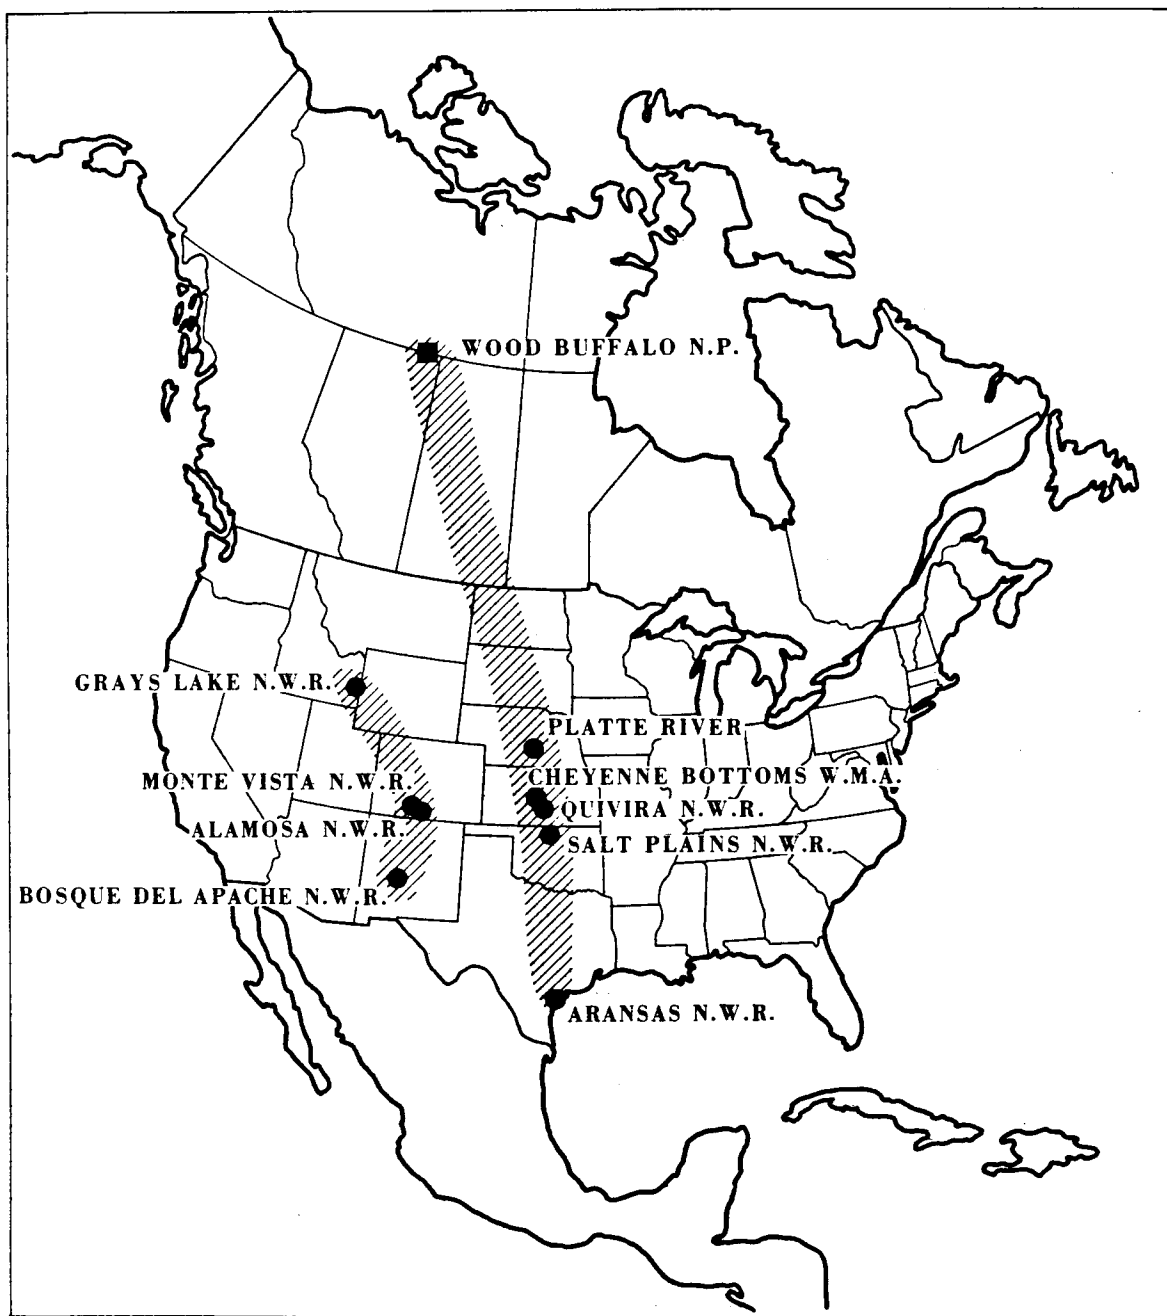 WOOD BUFFALO N.P.
GRAYS LAKE N.W.R.
PLATTE RIVER
MONTE VISTA N.W.R.
CHEYENNE BOTTOMS W.M.A.
QUIVIRA N.W.R.
ALAMOSA N.W.R.
SALT PLAINS N.W.R.
BOSQUE DEL APACHE N.W.R.
ARANSAS N.W.R.